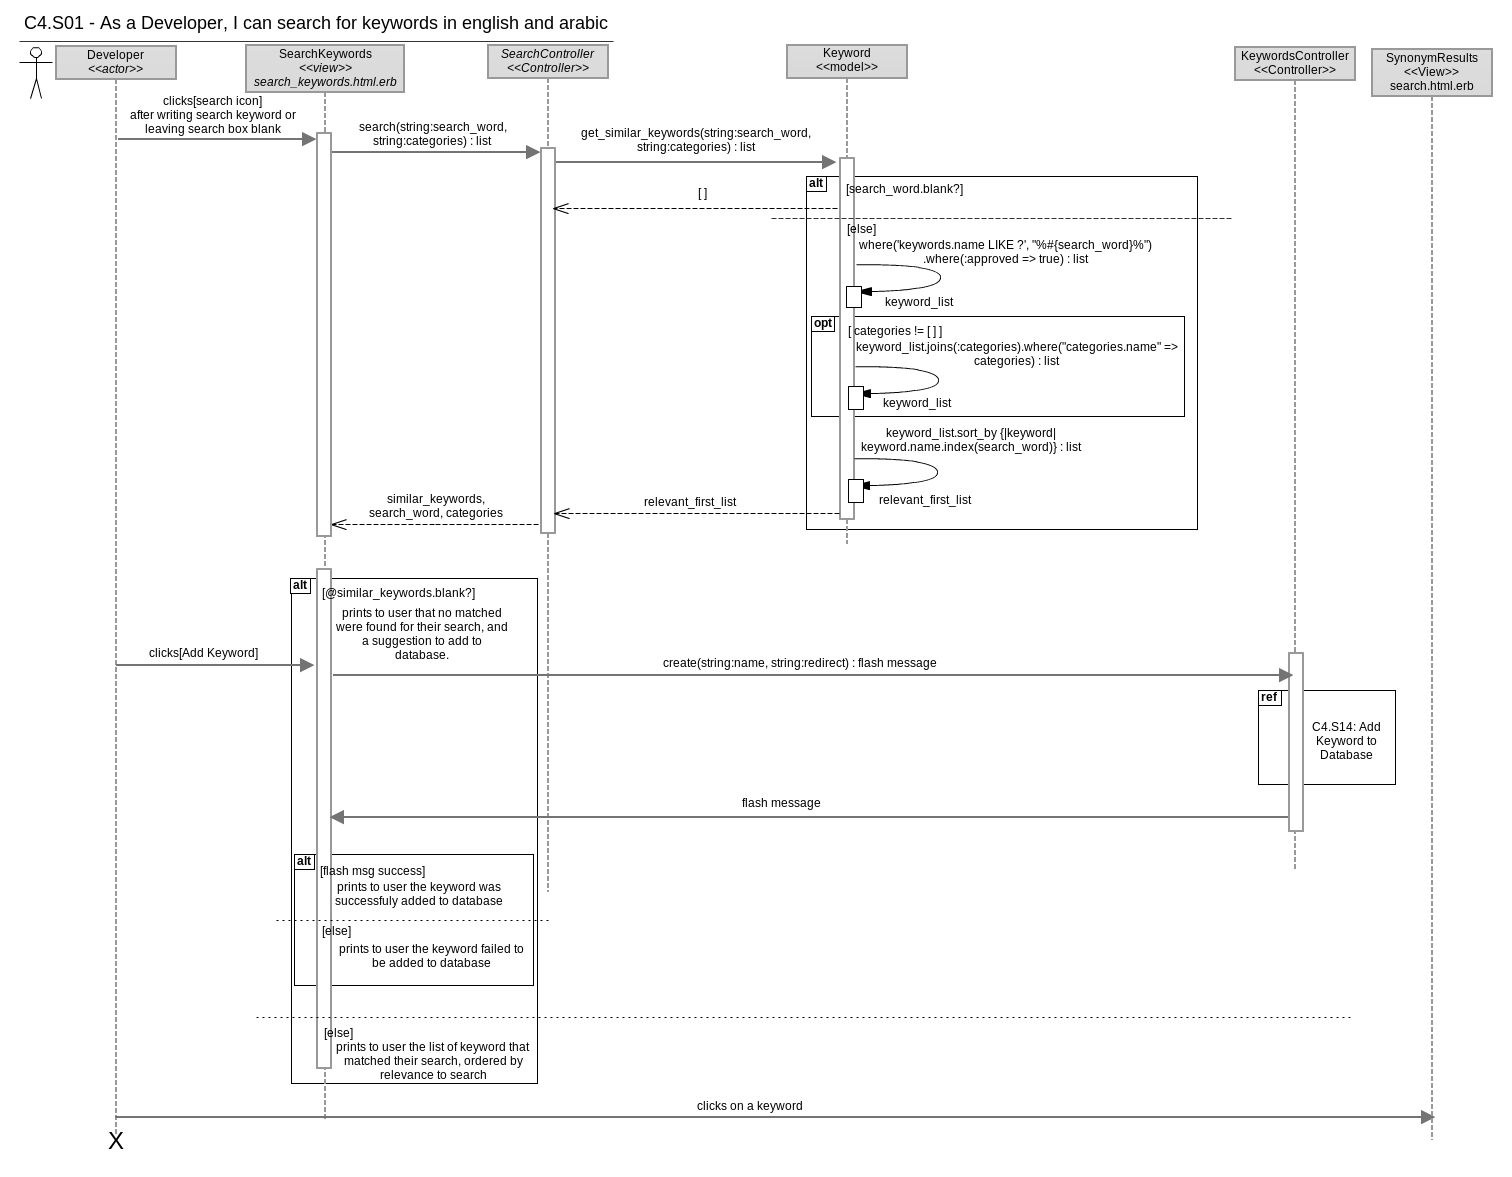 C4.S01 - As a Developer, I can search for keywords in english and arabic
Developer
<<actor>>
SearchKeywords
<<view>>
search_keywords.html.erb
SearchController
<<Controller>>
Keyword
<<model>>
KeywordsController
<<Controller>>
SynonymResults
<<View>>
search.html.erb
clicks[search icon]
after writing search keyword or
leaving search box blank
search(string:search_word,
string:categories) : list
get_similar_keywords(string:search_word,
string:categories) : list
alt
[search_word.blank?]
[ ]
[else]
where('keywords.name LIKE ?', "%#{search_word}%")
.where(:approved => true) : list
keyword_list
opt
[ categories != [ ] ]
keyword_list.joins(:categories).where("categories.name" =>
categories) : list
keyword_list
keyword_list.sort_by {|keyword|
keyword.name.index(search_word)} : list
relevant_first_list
relevant_first_list
similar_keywords,
search_word, categories
alt
[@similar_keywords.blank?]
prints to user that no matched
were found for their search, and
a suggestion to add to
database.
clicks[Add Keyword]
create(string:name, string:redirect) : flash message
ref
C4.S14: Add
Keyword to
Database
flash message
alt
[flash msg success]
prints to user the keyword was
successfuly added to database
[else]
prints to user the keyword failed to
be added to database
[else]
prints to user the list of keyword that
matched their search, ordered by
relevance to search
clicks on a keyword
X